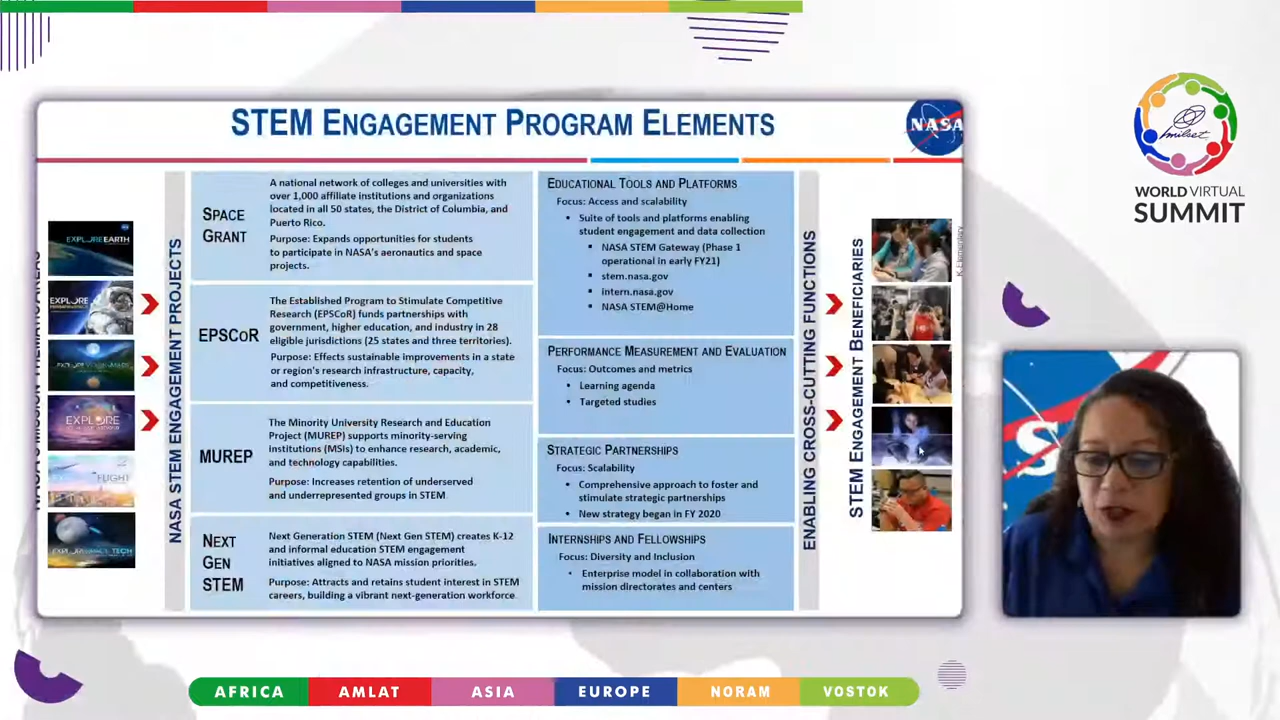 STEM ENGAGEMENT PROGRAM ELEMENTS
NASA
milset
WORLD VIRTUAL
SUMMIT
EXPLORE EARTH
EXPLORE
EXPLORE
FLIGHT
EXPLORE SPACE TECH
NASA STEM ENGAGEMENT PROJECTS
SPACE
GRANT
A national network of colleges and universities with
over 1,000 affiliate institutions and organizations
located in all 50 states, the District of Columbia, and
Puerto Rico.
Purpose: Expands opportunities for students
to participate in NASA's aeronautics and space
projects.
EPSCOR
The Established Program to Stimulate Competitive
Research (EPSCoR) funds partnerships with
government, higher education, and industry in 28
eligible jurisdictions (25 states and three territories).
Purpose: Effects sustainable improvements in a state
or region's research infrastructure, capacity,
and competitiveness.
MUREP
The Minority University Research and Education
Project (MUREP) supports minority-serving
institutions (MSIs) to enhance research, academic,
and technology capabilities.
Purpose: Increases retention of underserved
and underrepresented groups in STEM
NEXT
GEN
STEM
Next Generation STEM (Next Gen STEM) creates K-12
and informal education STEM engagement
initiatives aligned to NASA mission priorities.
Purpose: Attracts and retains student interest in STEM
careers, building a vibrant next-generation workforce
EDUCATIONAL TOOLS AND PLATFORMS
Focus: Access and scalability
• Suite of tools and platforms enabling
student engagement and data collection
▪ NASA STEM Gateway (Phase 1
operational in early FY21)
▪ stem.nasa.gov
▪ intern.nasa.gov
▪ NASA STEM@Home
PERFORMANCE MEASUREMENT AND EVALUATION
Focus: Outcomes and metrics
• Learning agenda
• Targeted studies
STRATEGIC PARTNERSHIPS
Focus: Scalability
• Comprehensive approach to foster and
stimulate strategic partnerships
• New strategy began in FY 2020
INTERNSHIPS AND FELLOWSHIPS
Focus: Diversity and Inclusion
• Enterprise model in collaboration with
mission directorates and centers
ENABLING CROSS-CUTTING FUNCTIONS
STEM ENGAGEMENT BENEFICIARIES
K-Elementary
AFRICA
AMLAT
ASIA
EUROPE
NORAM
VOSTOK